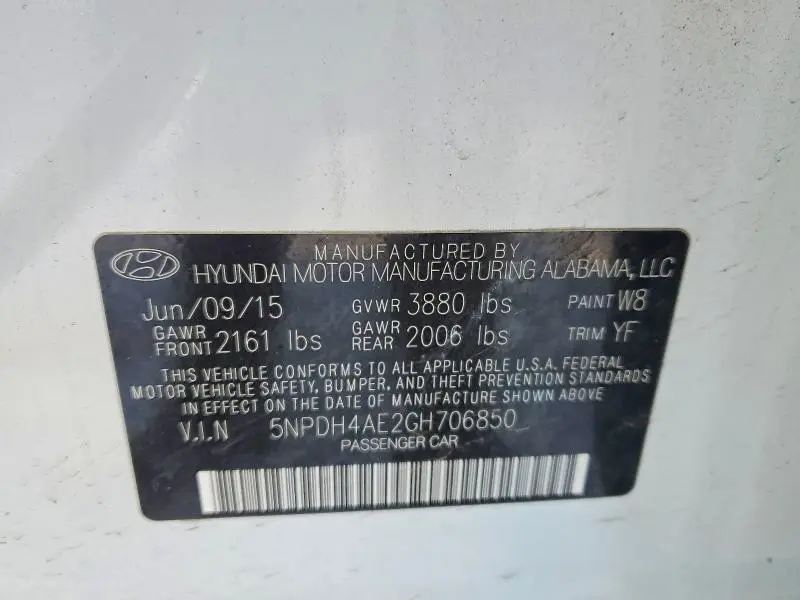 MANUFACTURED BY
HYUNDAI MOTOR MANUFACTURING ALABAMA, LLC
Jun/09/15 GVWR 3880 lbs PAINT W8
GAWR FRONT 2161 lbs GAWR REAR 2006 lbs TRIM YF
THIS VEHICLE CONFORMS TO ALL APPLICABLE U.S.A. FEDERAL
MOTOR VEHICLE SAFETY, BUMPER, AND THEFT PREVENTION STANDARDS
IN EFFECT ON THE DATE OF MANUFACTURE SHOWN ABOVE
V.I.N 5NPDH4AE2GH706850
PASSENGER CAR